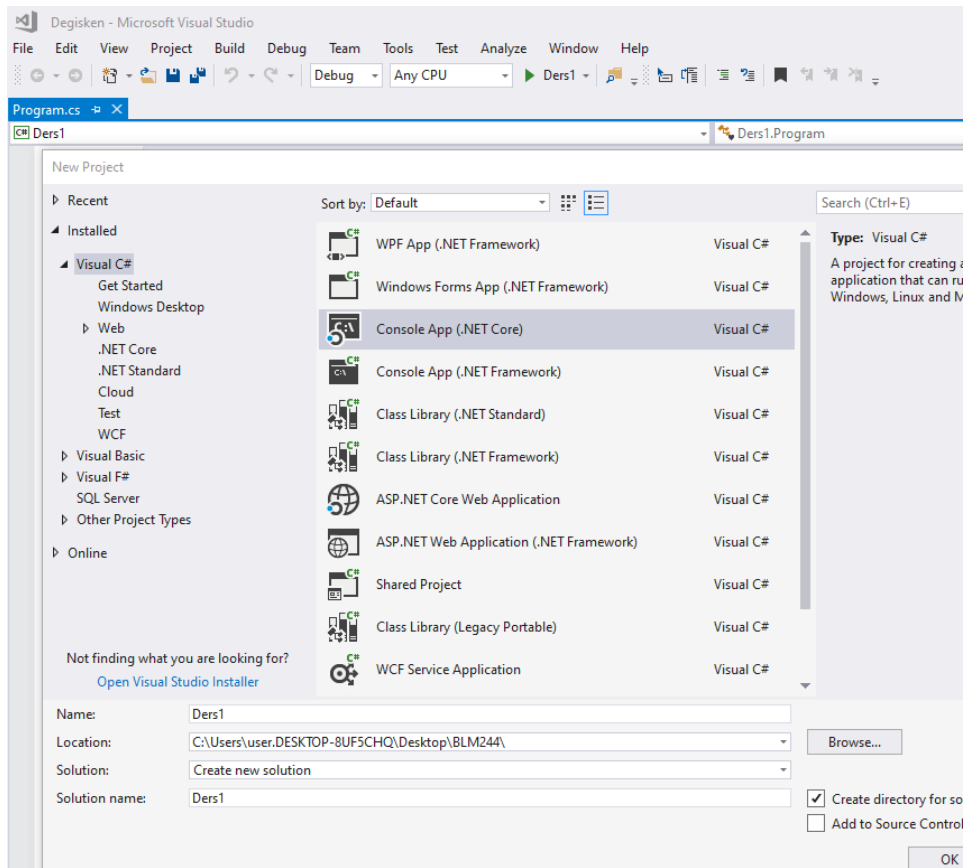 Degisken - Microsoft Visual Studio
File Edit View Project Build Debug Team Tools Test Analyze Window Help
Debug Any CPU Ders1
Program.cs
C# Ders1 Ders1.Program
New Project
Recent
Installed
Visual C#
Get Started
Windows Desktop
Web
.NET Core
.NET Standard
Cloud
Test
WCF
Visual Basic
Visual F#
SQL Server
Other Project Types
Online
Not finding what you are looking for?
Open Visual Studio Installer
Sort by: Default
WPF App (.NET Framework) Visual C#
Windows Forms App (.NET Framework) Visual C#
Console App (.NET Core) Visual C#
Console App (.NET Framework) Visual C#
Class Library (.NET Standard) Visual C#
Class Library (.NET Framework) Visual C#
ASP.NET Core Web Application Visual C#
ASP.NET Web Application (.NET Framework) Visual C#
Shared Project Visual C#
Class Library (Legacy Portable) Visual C#
WCF Service Application Visual C#
Search (Ctrl+E)
Type: Visual C#
A project for creating a
application that can ru
Windows, Linux and M
Name: Ders1
Location: C:\Users\user.DESKTOP-8UF5CHQ\Desktop\BLM244\
Browse...
Solution: Create new solution
Solution name: Ders1
Create directory for so
Add to Source Control
OK